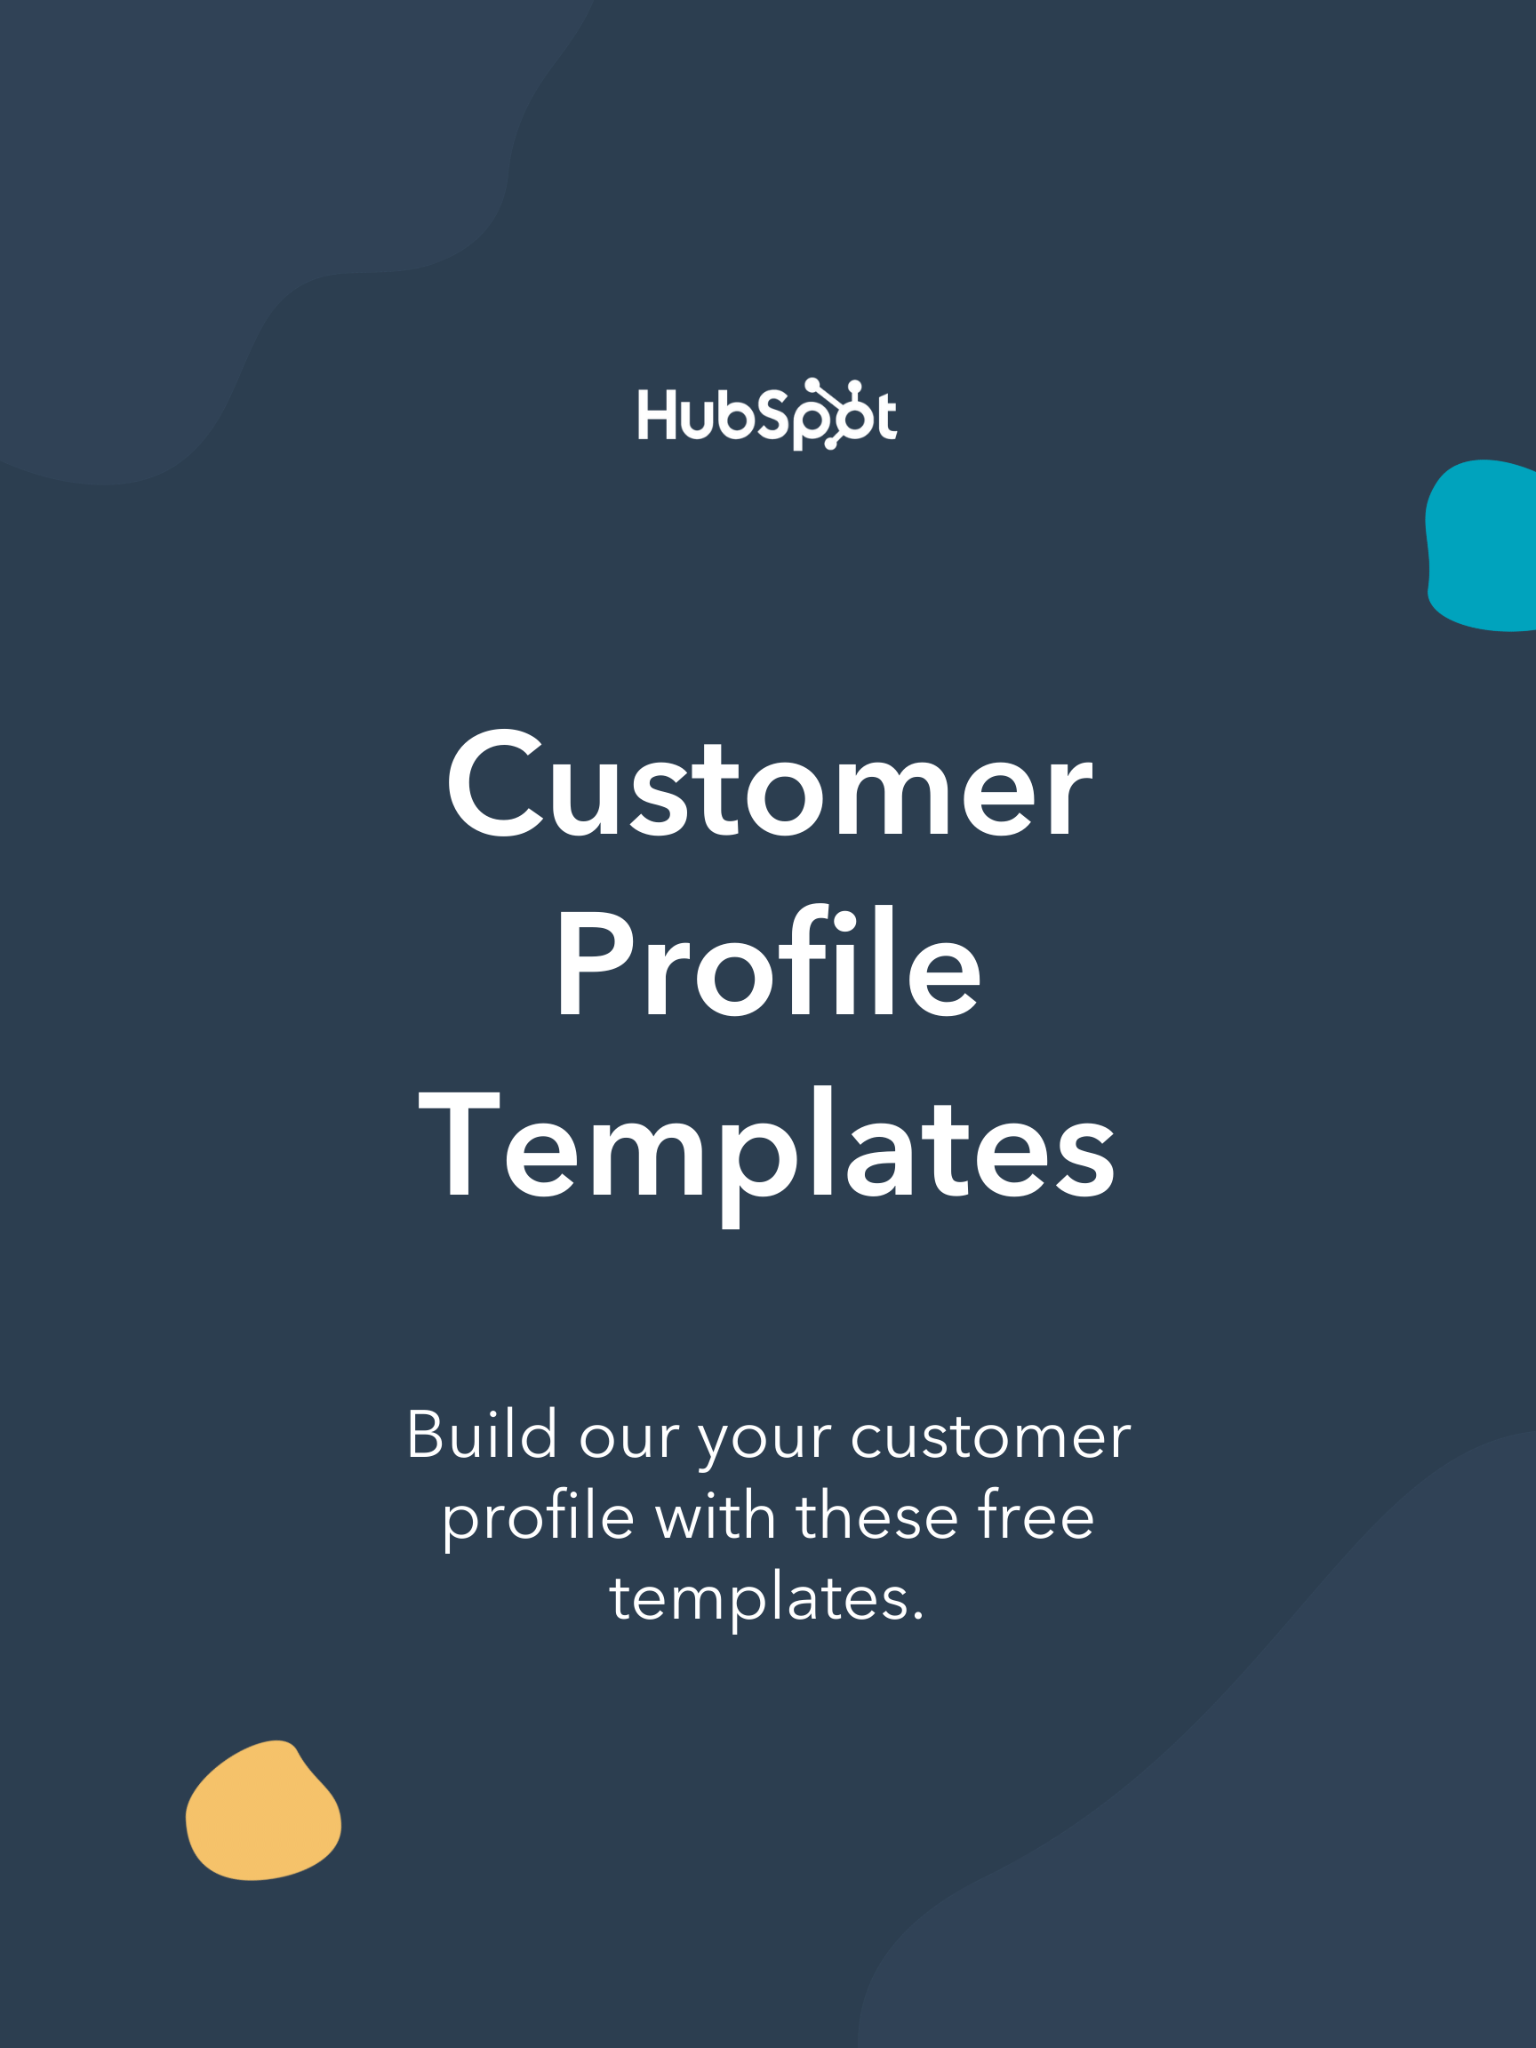 HubSpot
Customer
Profile
Templates
Build our your customer
profile with these free
templates.